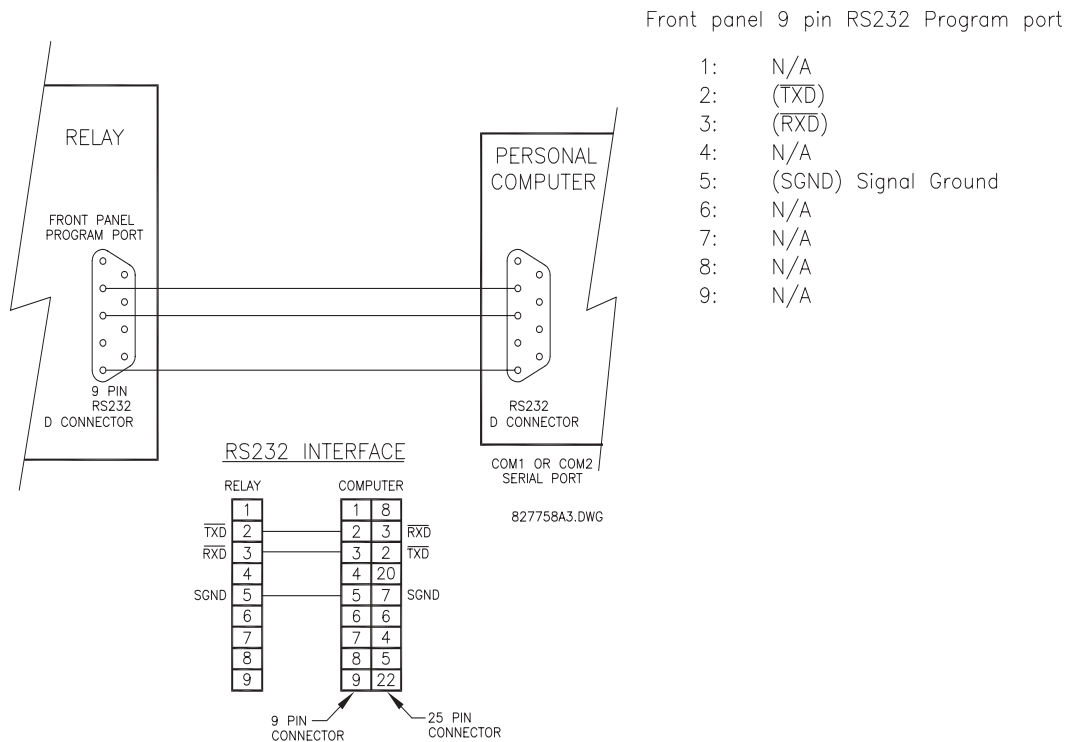 Front panel 9 pin RS232 Program port
1: N/A
2: (TXD)
3: (RXD)
4: N/A
5: (SGND) Signal Ground
6: N/A
7: N/A
8: N/A
9: N/A
RELAY
FRONT PANEL
PROGRAM PORT
9 PIN
RS232
D CONNECTOR
PERSONAL
COMPUTER
RS232
D CONNECTOR
COM1 OR COM2
SERIAL PORT
827758A3.DWG
RS232 INTERFACE
RELAY COMPUTER
1 1 8
TXD 2 2 3 RXD
RXD 3 3 2 TXD
4 4 20
SGND 5 5 7 SGND
6 6 6
7 7 4
8 8 5
9 9 22
9 PIN
CONNECTOR
25 PIN
CONNECTOR